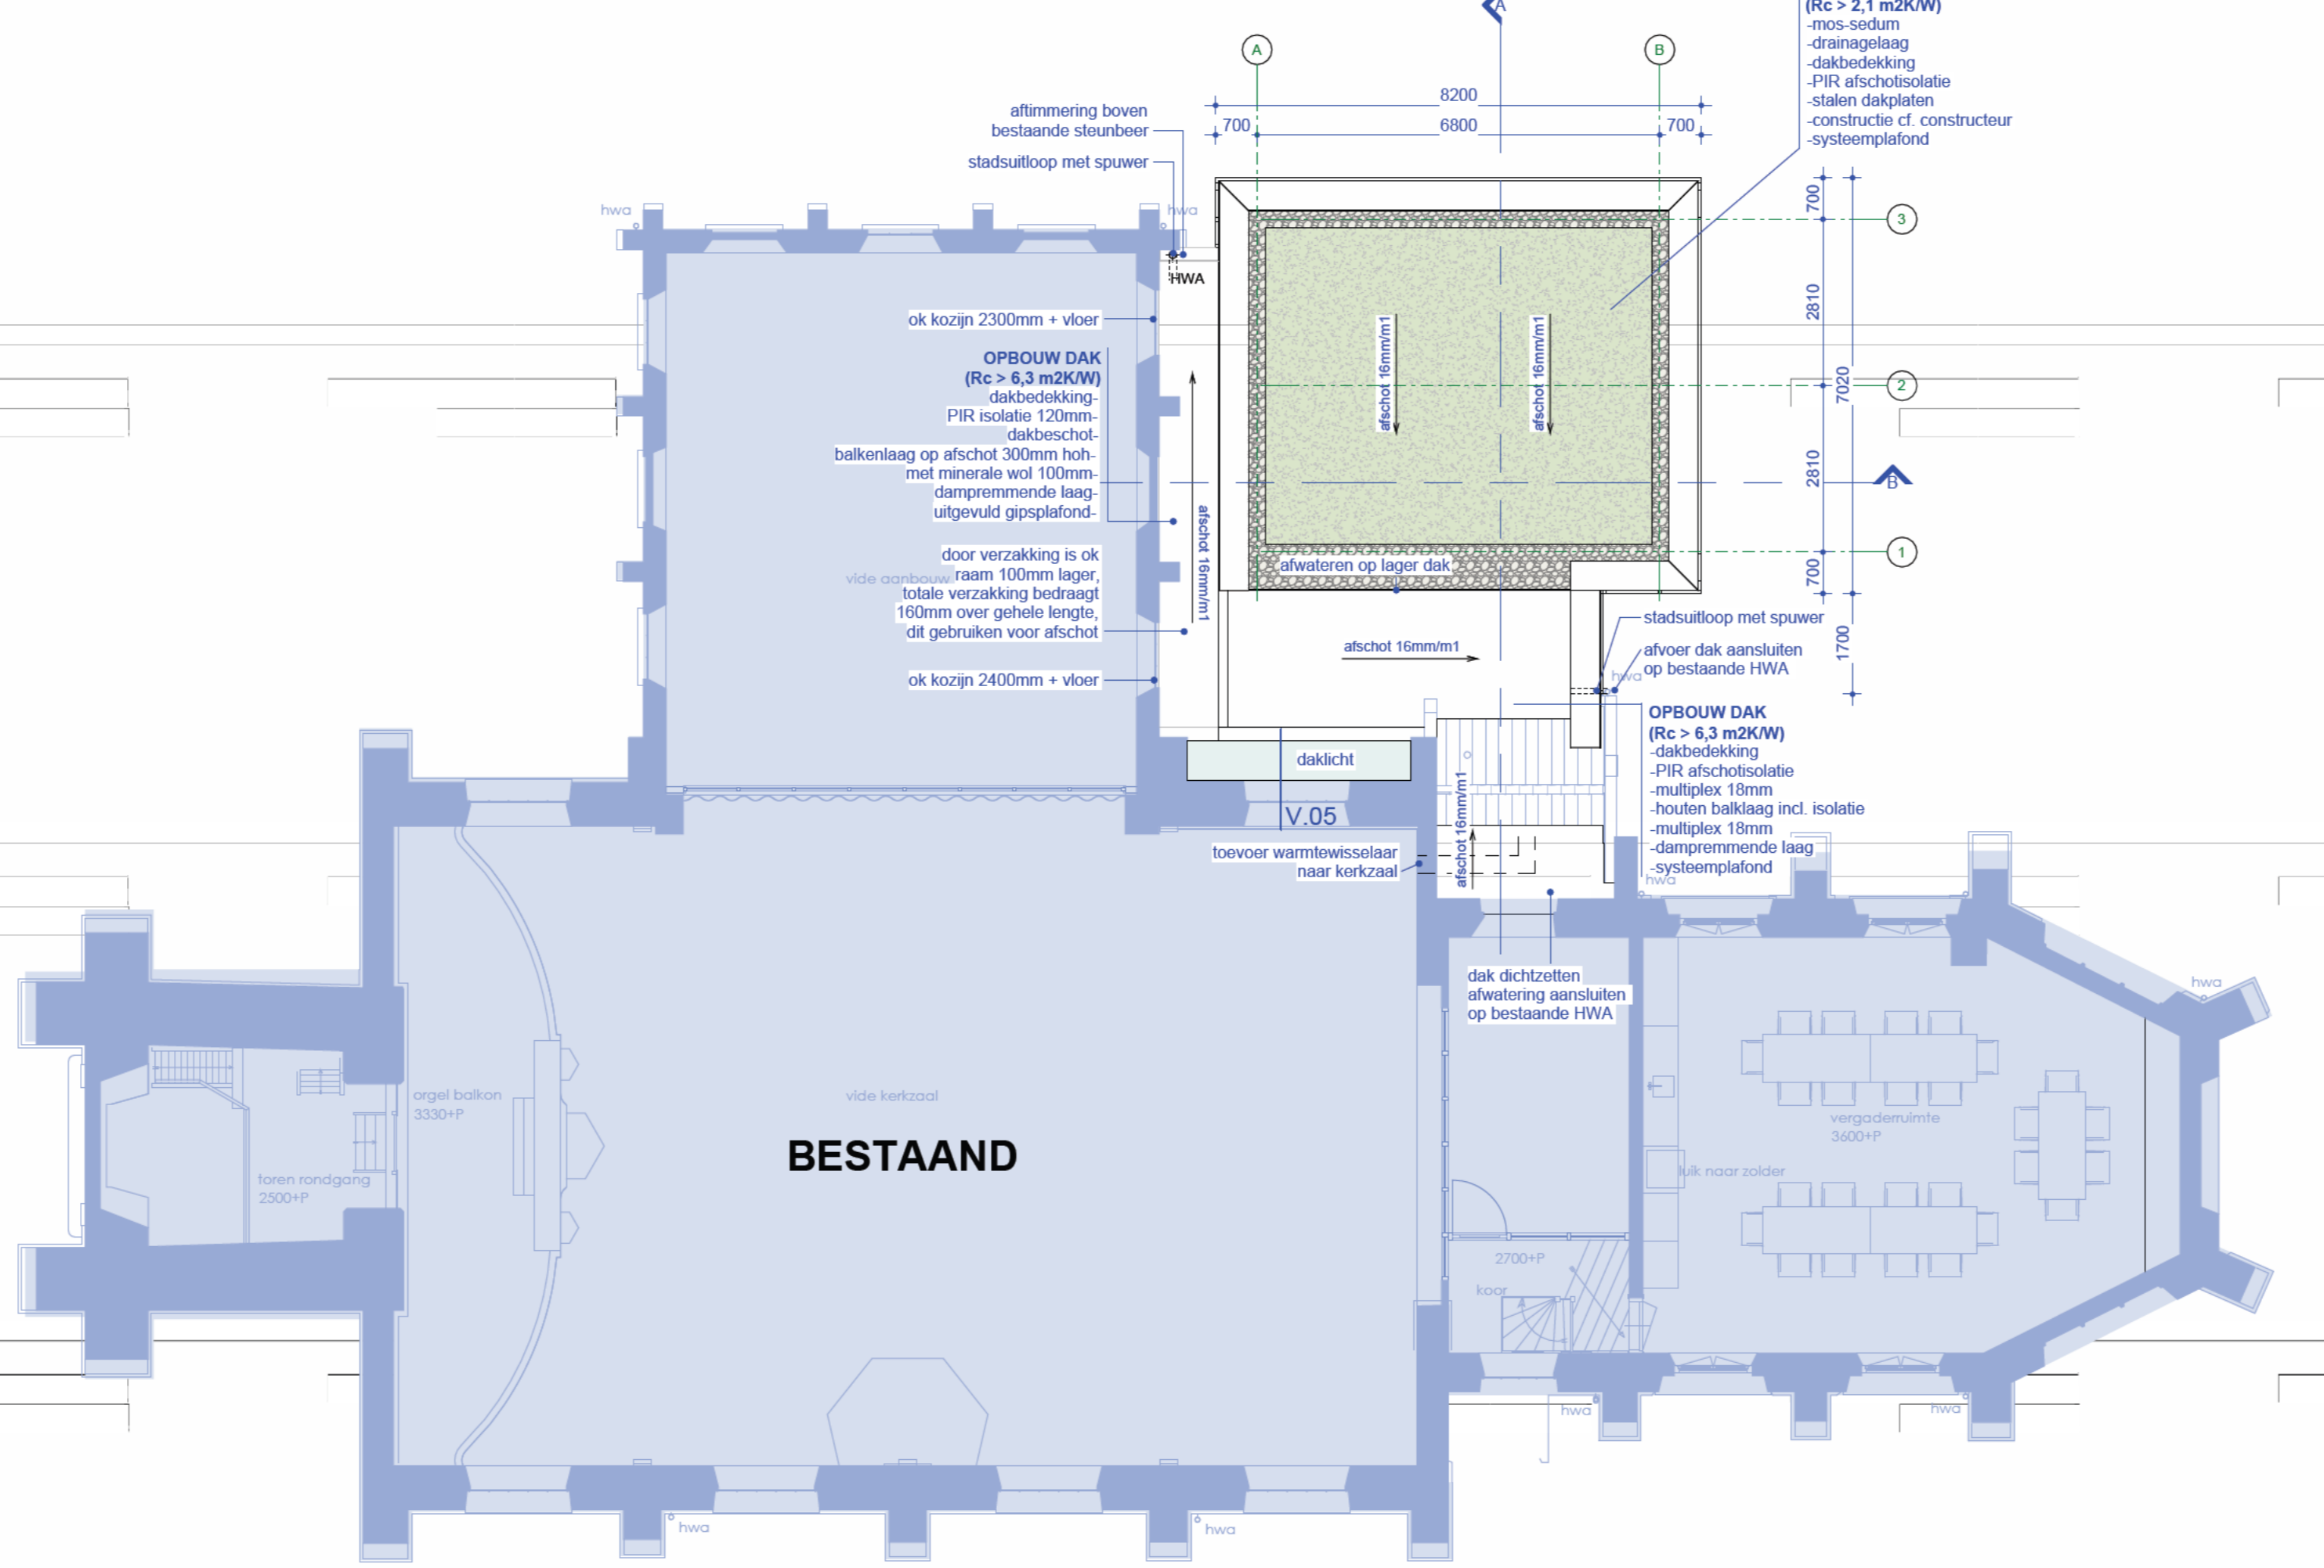 A
(Rc > 2,1 m2K/W)
-mos-sedum
-drainagelaag
-dakbedekking
-PIR afschotisolatie
-stalen dakplaten
-constructie cf. constructeur
-systeemplafond
A
B
8200
700
6800
700
aftimmering boven
bestaande steunbeer
stadsuitloop met spuwer
hwa
hwa
HWA
700
2810
2810
700
7020
1700
3
2
1
B
ok kozijn 2300mm + vloer
OPBOUW DAK
(Rc > 6,3 m2K/W)
dakbedekking-
PIR isolatie 120mm-
dakbeschot-
balkenlaag op afschot 300mm hoh-
met minerale wol 100mm-
dampremmende laag-
uitgevuld gipsplafond-
afschot 16mm/m1
afschot 16mm/m1
afschot 16mm/m1
vide aanbouw
door verzakking is ok
raam 100mm lager,
totale verzakking bedraagt
160mm over gehele lengte,
dit gebruiken voor afschot
ok kozijn 2400mm + vloer
afwateren op lager dak
afschot 16mm/m1
stadsuitloop met spuwer
afvoer dak aansluiten
op bestaande HWA
hwa
OPBOUW DAK
(Rc > 6,3 m2K/W)
-dakbedekking
-PIR afschotisolatie
-multiplex 18mm
-houten balklaag incl. isolatie
-multiplex 18mm
-dampremmende laag
-systeemplafond
hwa
daklicht
V.05
afschot 16mm/m1
toevoer warmtewisselaar
naar kerkzaal
dak dichtzetten
afwatering aansluiten
op bestaande HWA
hwa
orgel balkon
3330+P
vide kerkzaal
BESTAAND
toren rondgang
2500+P
vergaderruimte
3600+P
luik naar zolder
2700+P
koor
A
hwa
hwa
hwa
hwa